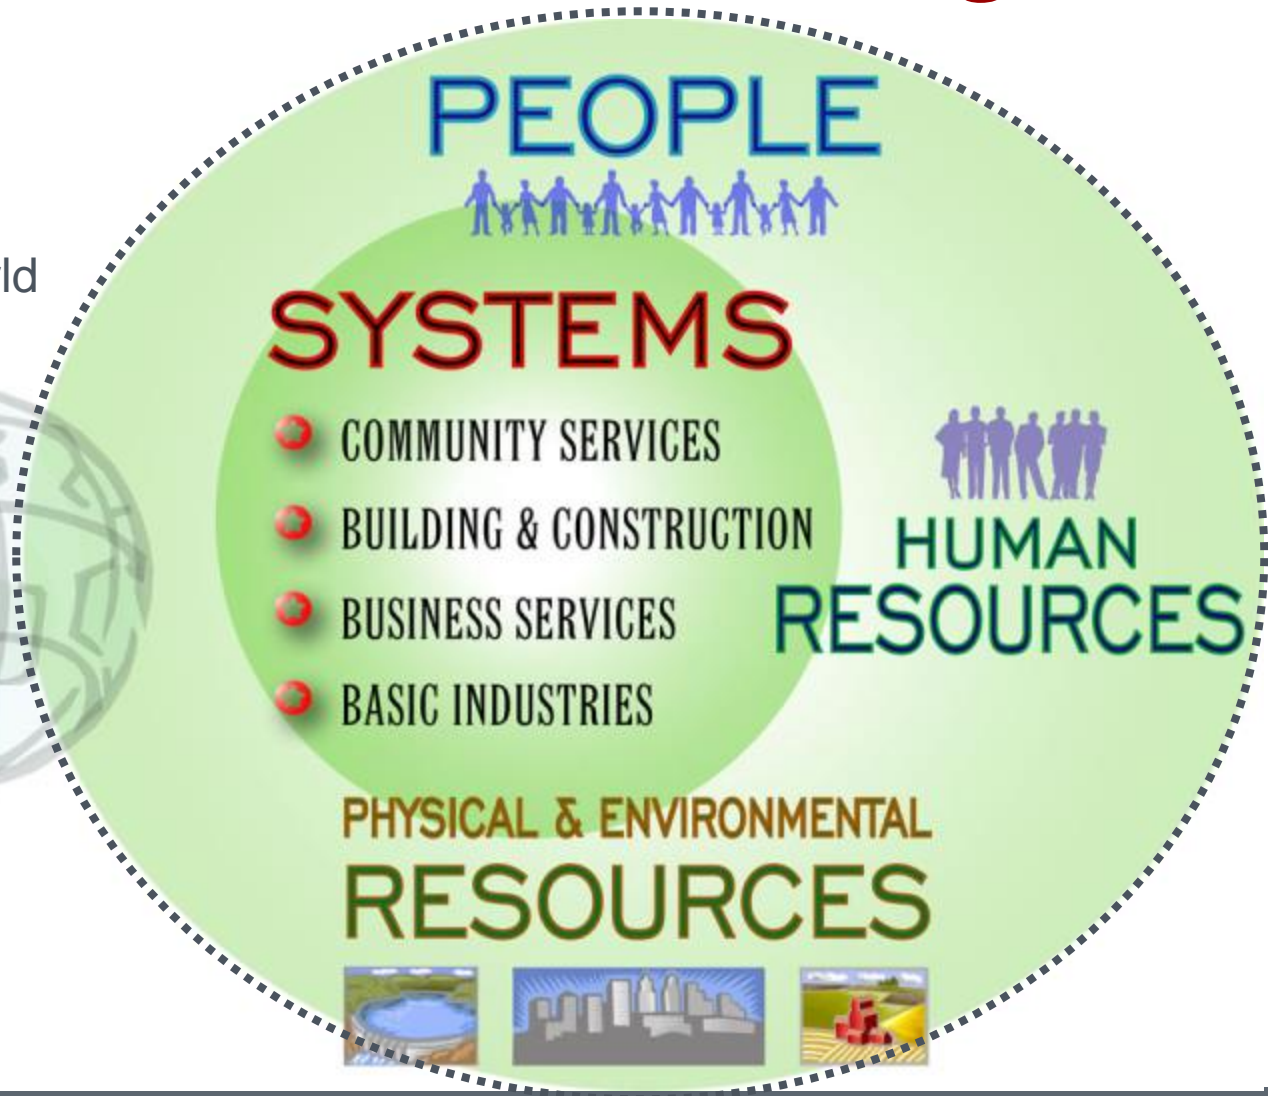 PEOPLE
ld
SYSTEMS
COMMUNITY SERVICES
BUILDING & CONSTRUCTION
BUSINESS SERVICES
BASIC INDUSTRIES
HUMAN
RESOURCES
PHYSICAL & ENVIRONMENTAL
RESOURCES